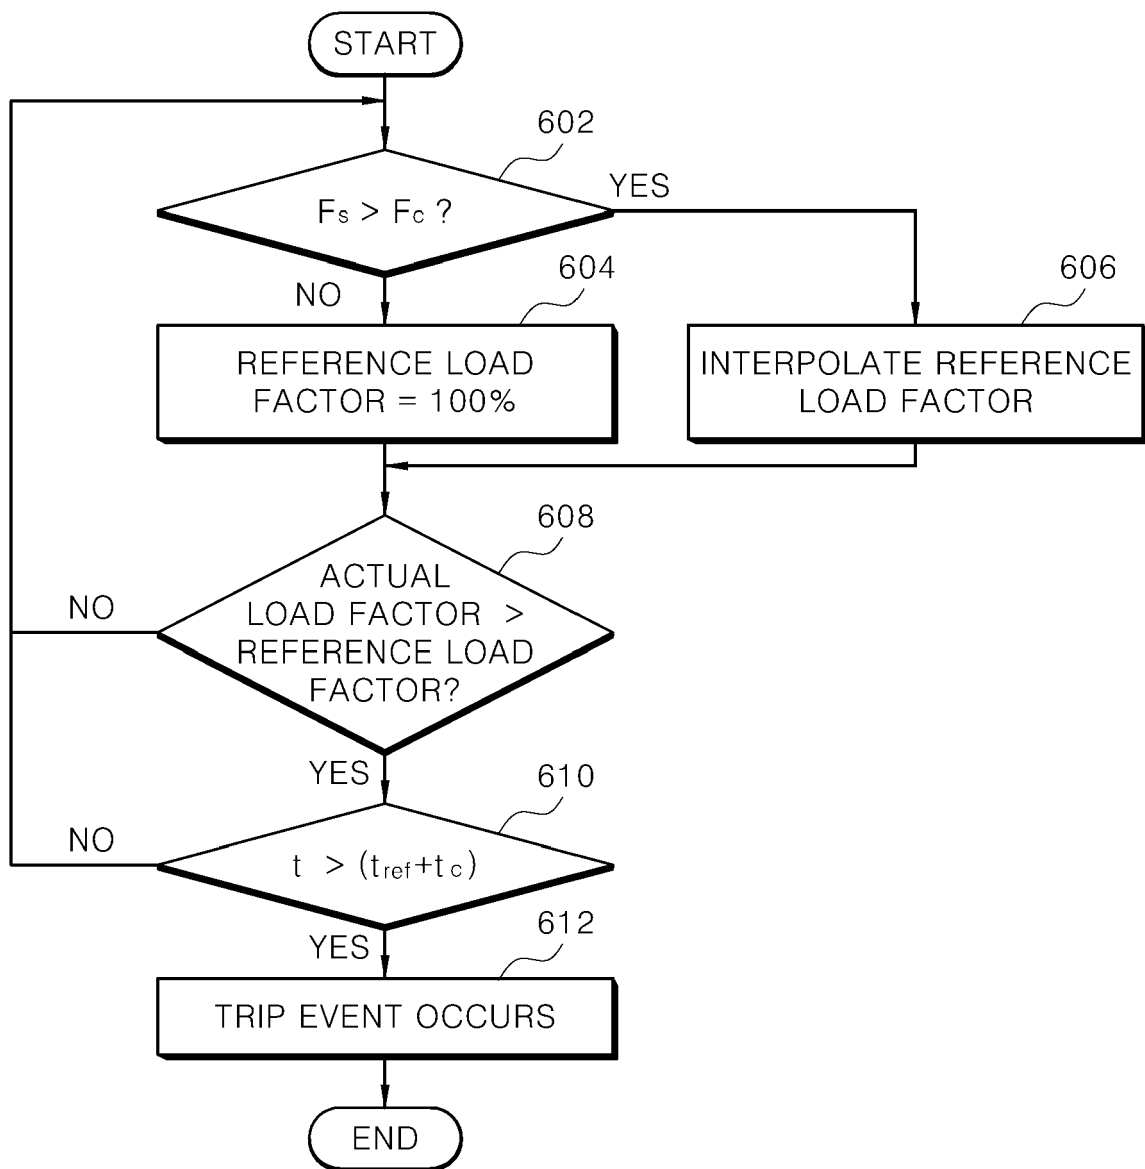 START
602
Fs > Fc ?
YES
NO
604
606
REFERENCE LOAD
FACTOR = 100%
INTERPOLATE REFERENCE
LOAD FACTOR
608
ACTUAL
LOAD FACTOR >
REFERENCE LOAD
FACTOR?
NO
YES
610
t > (tref+tc)
NO
YES
612
TRIP EVENT OCCURS
END